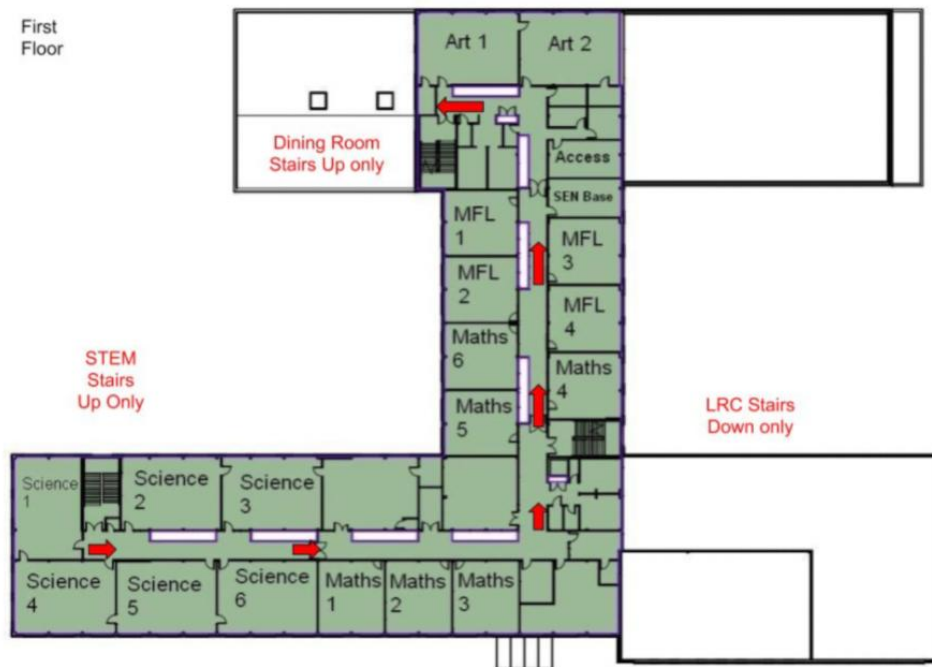 First
Floor
Art 1
Art 2
Dining Room
Stairs Up only
Access
SEN Base
MFL
1
MFL
3
MFL
2
MFL
4
Maths
6
Maths
4
STEM
Stairs
Up Only
Maths
5
LRC Stairs
Down only
Science
1
Science
2
Science
3
Science
4
Science
5
Science
6
Maths
1
Maths
2
Maths
3